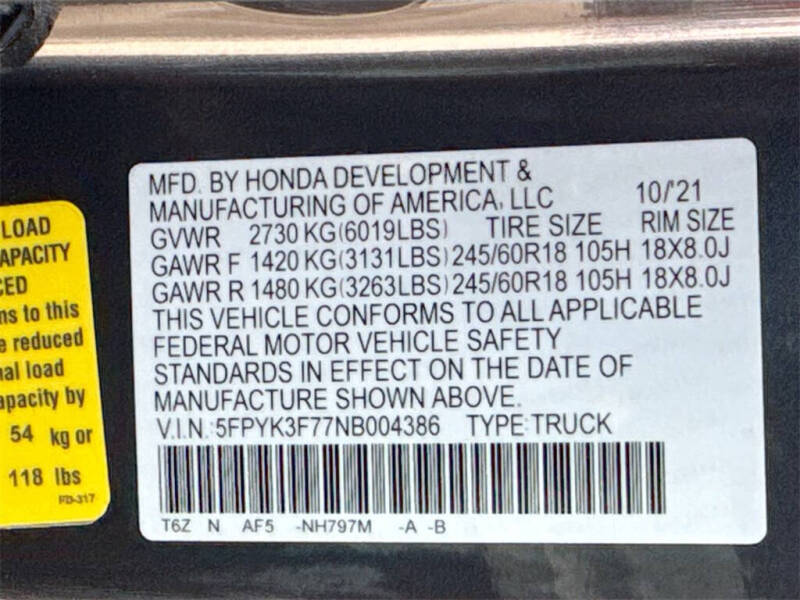 LOAD
CAPACITY
CED
ns to this
e reduced
nal load
apacity by
54 kg or
118 lbs
FD-317
MFD. BY HONDA DEVELOPMENT &
MANUFACTURING OF AMERICA, LLC 10/'21
GVWR 2730 KG(6019LBS) TIRE SIZE RIM SIZE
GAWR F 1420 KG(3131LBS) 245/60R18 105H 18X8.0J
GAWR R 1480 KG(3263LBS) 245/60R18 105H 18X8.0J
THIS VEHICLE CONFORMS TO ALL APPLICABLE
FEDERAL MOTOR VEHICLE SAFETY
STANDARDS IN EFFECT ON THE DATE OF
MANUFACTURE SHOWN ABOVE.
V.I.N.:5FPYK3F77NB004386 TYPE:TRUCK
T6Z N AF5 -NH797M -A -B